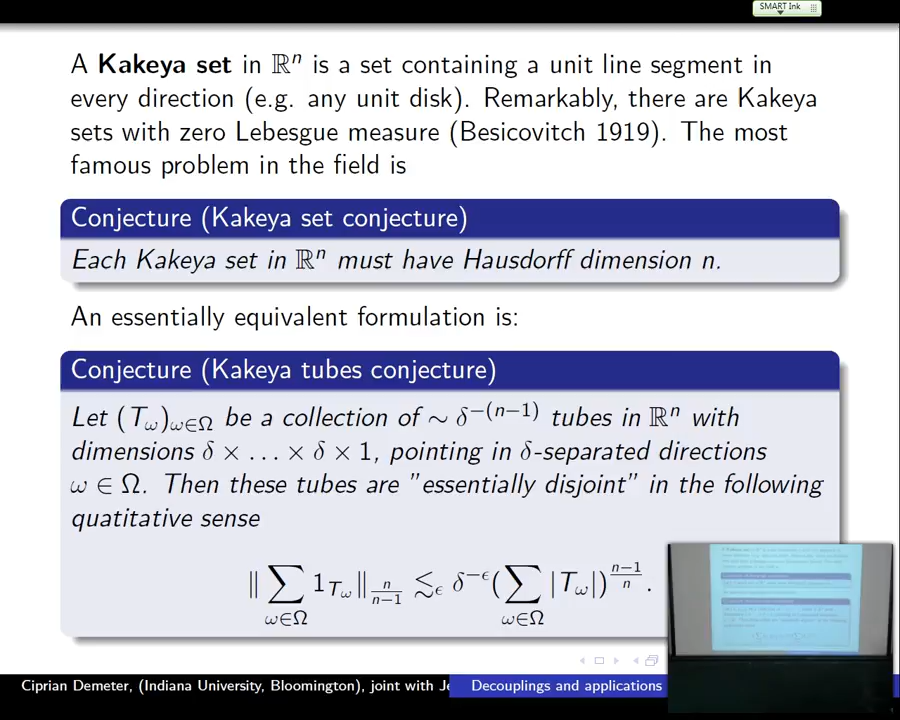 SMART Ink
A Kakeya set in ℝⁿ is a set containing a unit line segment in
every direction (e.g. any unit disk). Remarkably, there are Kakeya
sets with zero Lebesgue measure (Besicovitch 1919). The most
famous problem in the field is
Conjecture (Kakeya set conjecture)
Each Kakeya set in ℝⁿ must have Hausdorff dimension n.
An essentially equivalent formulation is:
Conjecture (Kakeya tubes conjecture)
Let (T_ω)_{ω∈Ω} be a collection of ∼ δ^{−(n−1)} tubes in ℝⁿ with
dimensions δ × … × δ × 1, pointing in δ-separated directions
ω ∈ Ω. Then these tubes are ”essentially disjoint” in the following
quatitative sense
‖ ∑_{ω∈Ω} 1_{T_ω} ‖_{n/(n−1)} ≲_ϵ δ^{−ϵ} ( ∑_{ω∈Ω} |T_ω| )^{(n−1)/n}.
Ciprian Demeter, (Indiana University, Bloomington), joint with Je Decouplings and applications